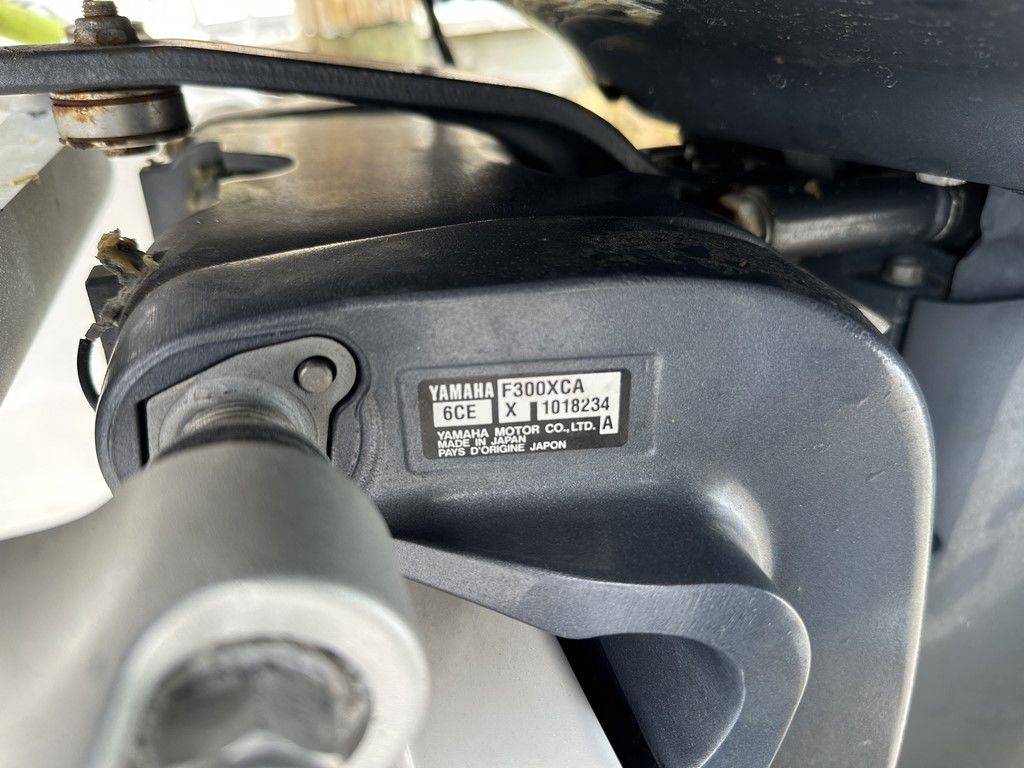 YAMAHA F300XCA
6CE X 1018234
YAMAHA MOTOR CO., LTD. A
MADE IN JAPAN
PAYS D'ORIGINE JAPON